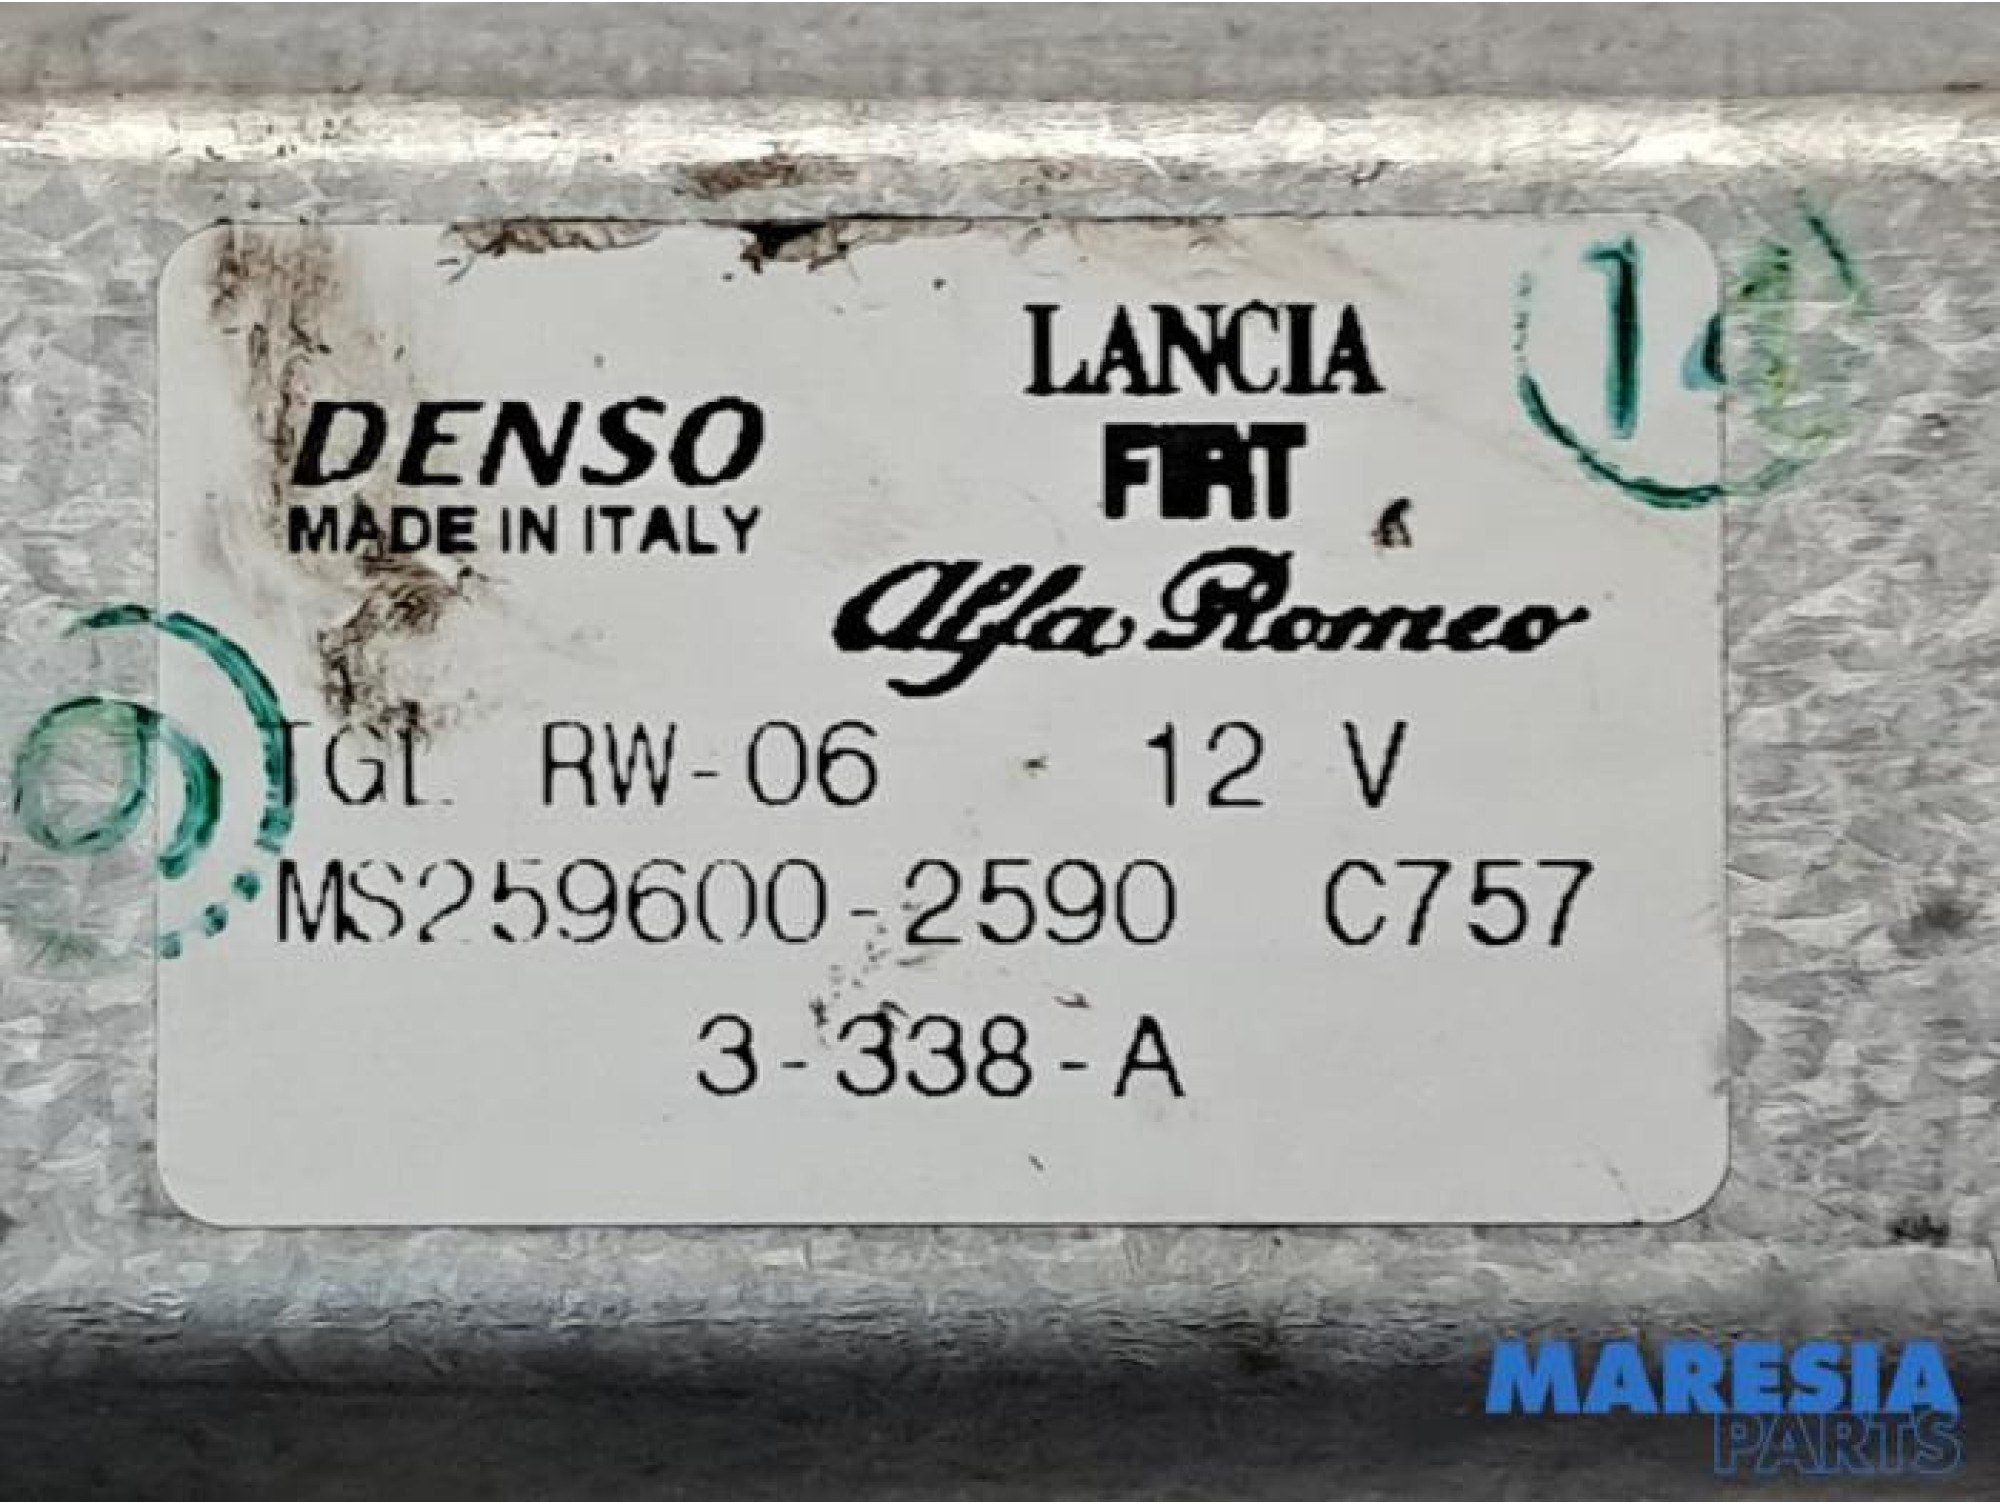 LANCIA
DENSO
FIAT
MADE IN ITALY
Alfa Romeo
TGL RW-06 12 V
MS259600-2590 C757
3-338-A
MARESIA
PARTS